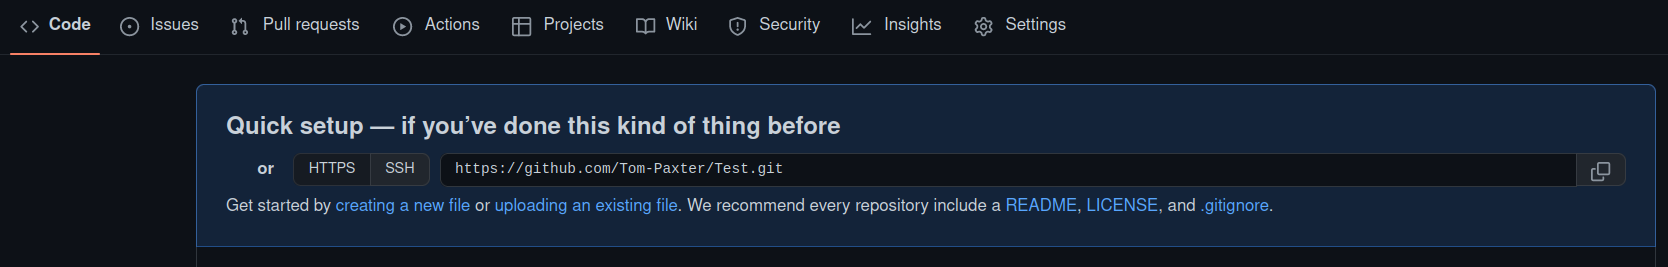 Code Issues Pull requests Actions Projects Wiki Security Insights Settings
Quick setup — if you’ve done this kind of thing before
or HTTPS SSH https://github.com/Tom-Paxter/Test.git
Get started by creating a new file or uploading an existing file. We recommend every repository include a README, LICENSE, and .gitignore.